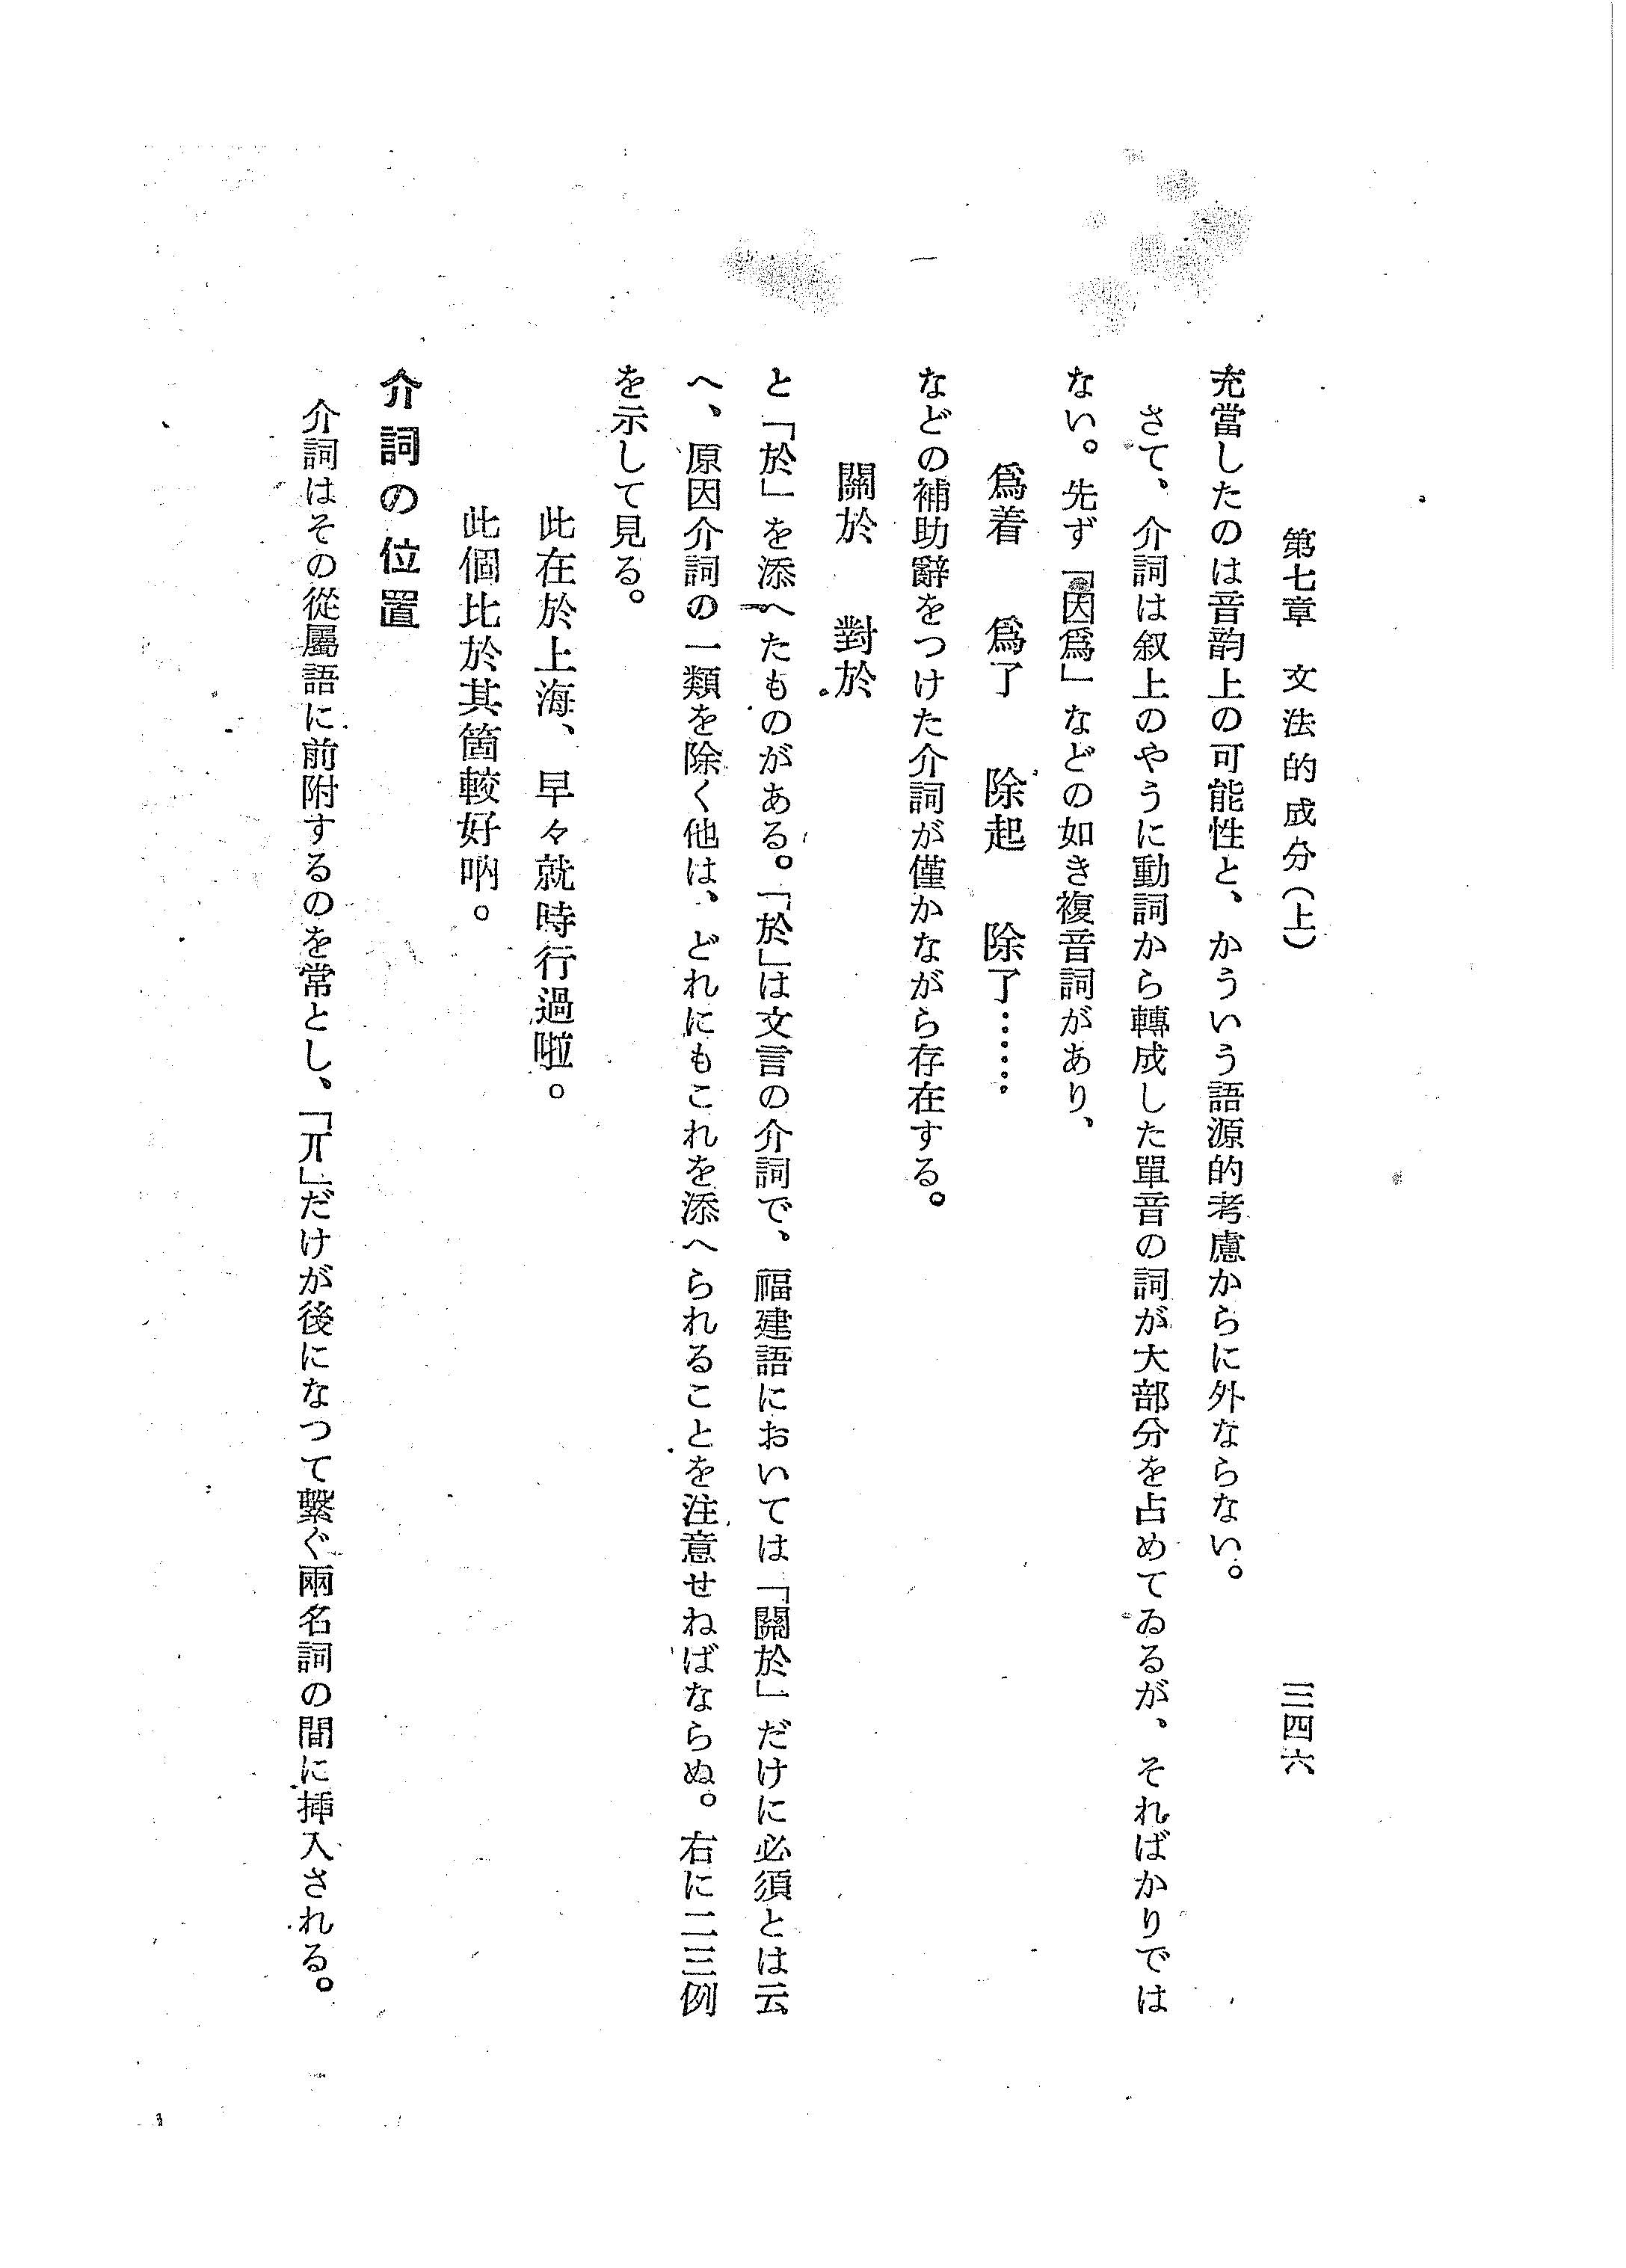 第七章　文法的成分（上）　三四六
充當したのは音韵上の可能性と、かういう語源的考慮からに外ならない。
さて、介詞は叙上のやうに動詞から轉成した單音の詞が大部分を占めてゐるが、そればかりでは
ない。先ず「因爲」などの如き複音詞があり、
爲着　爲了　除起　除了……
などの補助辭をつけた介詞が僅かながら存在する。
關於　對於
と「於」を添へたものがある。「於」は文言の介詞で、福建語においては「關於」だけに必須とは云
へ、原因介詞の一類を除く他は、どれにもこれを添へられることを注意せねばならぬ。右に二三例
を示して見る。
此在於上海、早々就時行過啦。
此個比於其箇較好吶。
介詞の位置
介詞はその從屬語に前附するのを常とし、「丌」だけが後になつて繋ぐ兩名詞の間に挿入される。